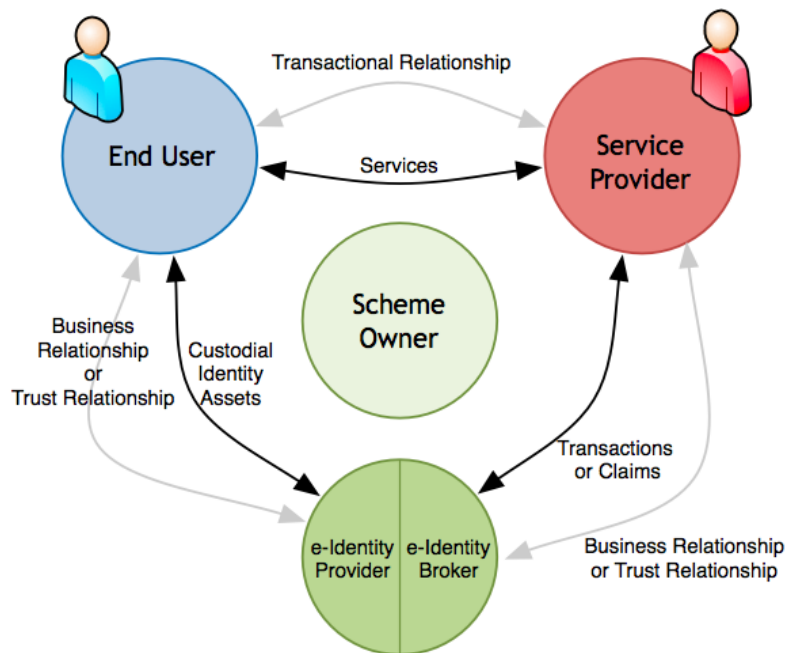 Transactional Relationship
End User
Services
Service
Provider
Scheme
Owner
Business
Relationship
or
Trust Relationship
Custodial
Identity
Assets
Transactions
or Claims
e-Identity
Provider
e-Identity
Broker
Business Relationship
or Trust Relationship